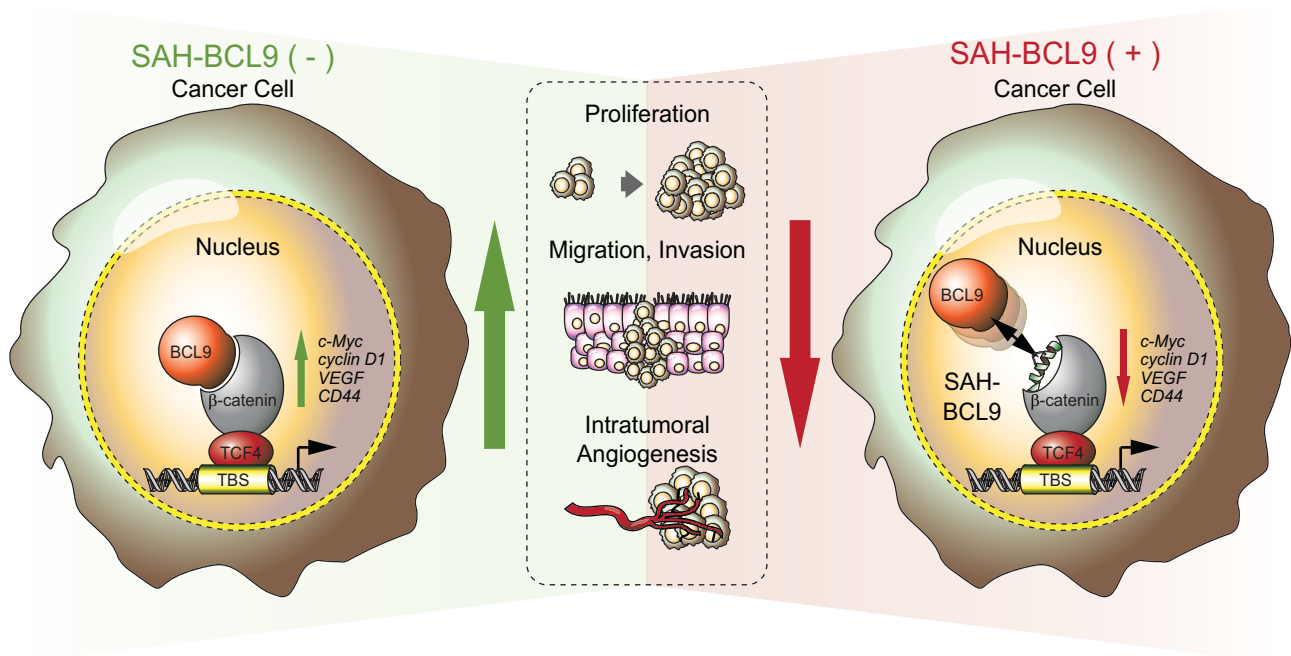 SAH-BCL9 ( - )
Cancer Cell
Nucleus
BCL9
β-catenin
TCF4
TBS
c-Myc
cyclin D1
VEGF
CD44
Proliferation
Migration, Invasion
Intratumoral
Angiogenesis
SAH-BCL9 ( + )
Cancer Cell
Nucleus
BCL9
SAH-
BCL9
β-catenin
TCF4
TBS
c-Myc
cyclin D1
VEGF
CD44